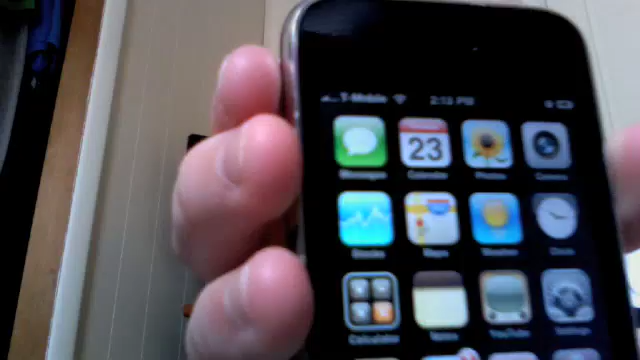 T-Mobile 2:13 PM
23
Messages Calendar Photos Camera
Stocks Maps Weather Clock
Calculator Notes YouTube Settings